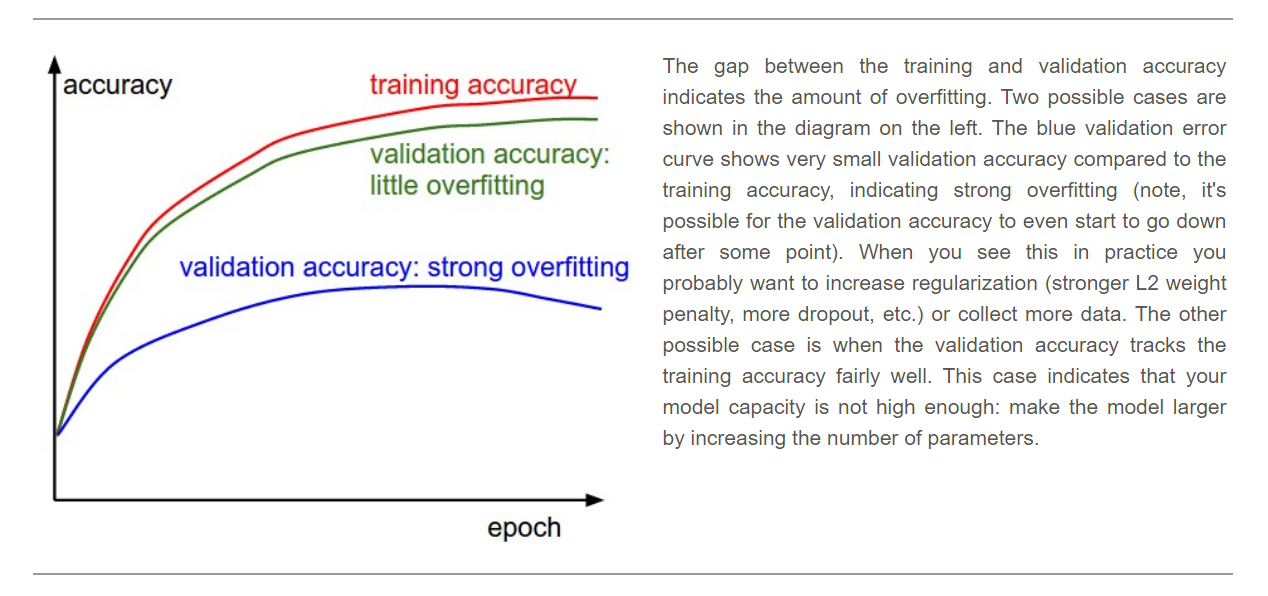 accuracy
training accuracy
validation accuracy:
little overfitting
validation accuracy: strong overfitting
epoch
The gap between the training and validation accuracy
indicates the amount of overfitting. Two possible cases are
shown in the diagram on the left. The blue validation error
curve shows very small validation accuracy compared to the
training accuracy, indicating strong overfitting (note, it's
possible for the validation accuracy to even start to go down
after some point). When you see this in practice you
probably want to increase regularization (stronger L2 weight
penalty, more dropout, etc.) or collect more data. The other
possible case is when the validation accuracy tracks the
training accuracy fairly well. This case indicates that your
model capacity is not high enough: make the model larger
by increasing the number of parameters.